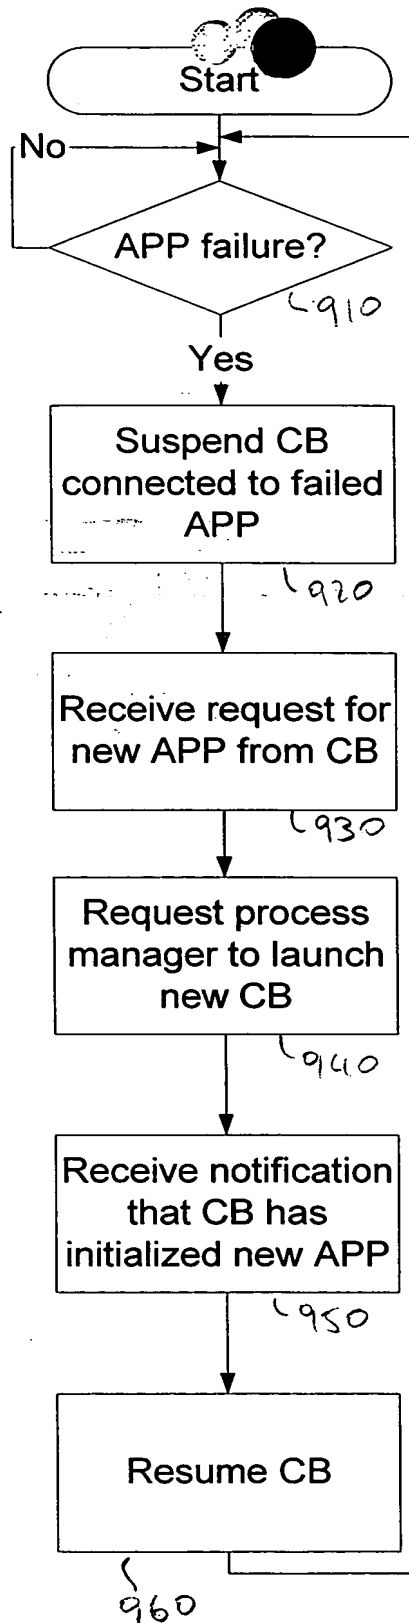 Start
No
APP failure?
910
Yes
Suspend CB
connected to failed
APP
920
Receive request for
new APP from CB
930
Request process
manager to launch
new CB
940
Receive notification
that CB has
initialized new APP
950
Resume CB
960